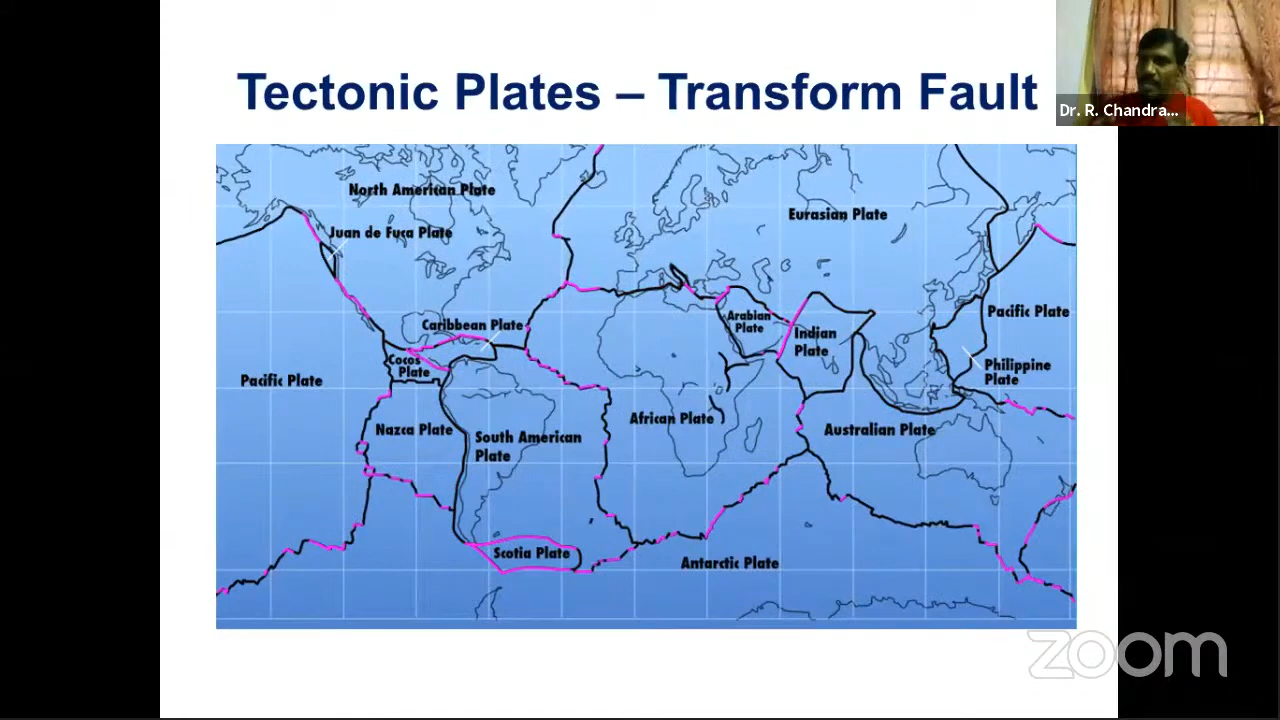 Tectonic Plates – Transform Fault
Dr. R. Chandra...
North American Plate
Eurasian Plate
Juan de Fuca Plate
Caribbean Plate
Arabian
Plate
Indian
Plate
Pacific Plate
Cocos
Plate
Philippine
Plate
Pacific Plate
African Plate
Nazca Plate
South American
Plate
Australian Plate
Scotia Plate
Antarctic Plate
zoom